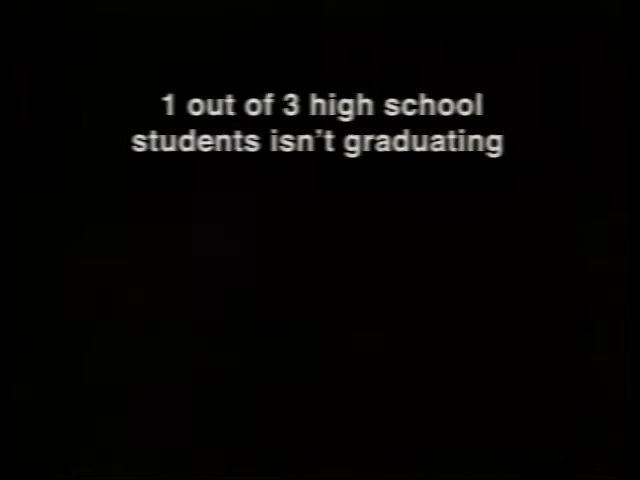 1 out of 3 high school
students isn't graduating